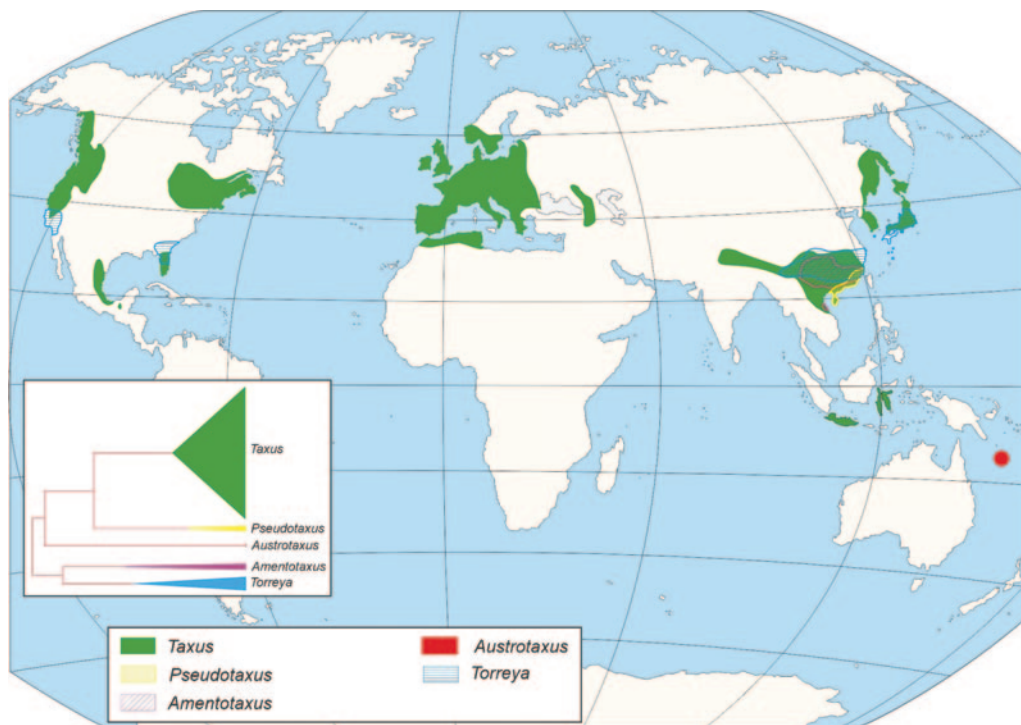 Taxus
Pseudotaxus
Austrotaxus
Amentotaxus
Torreya
Taxus
Austrotaxus
Pseudotaxus
Torreya
Amentotaxus